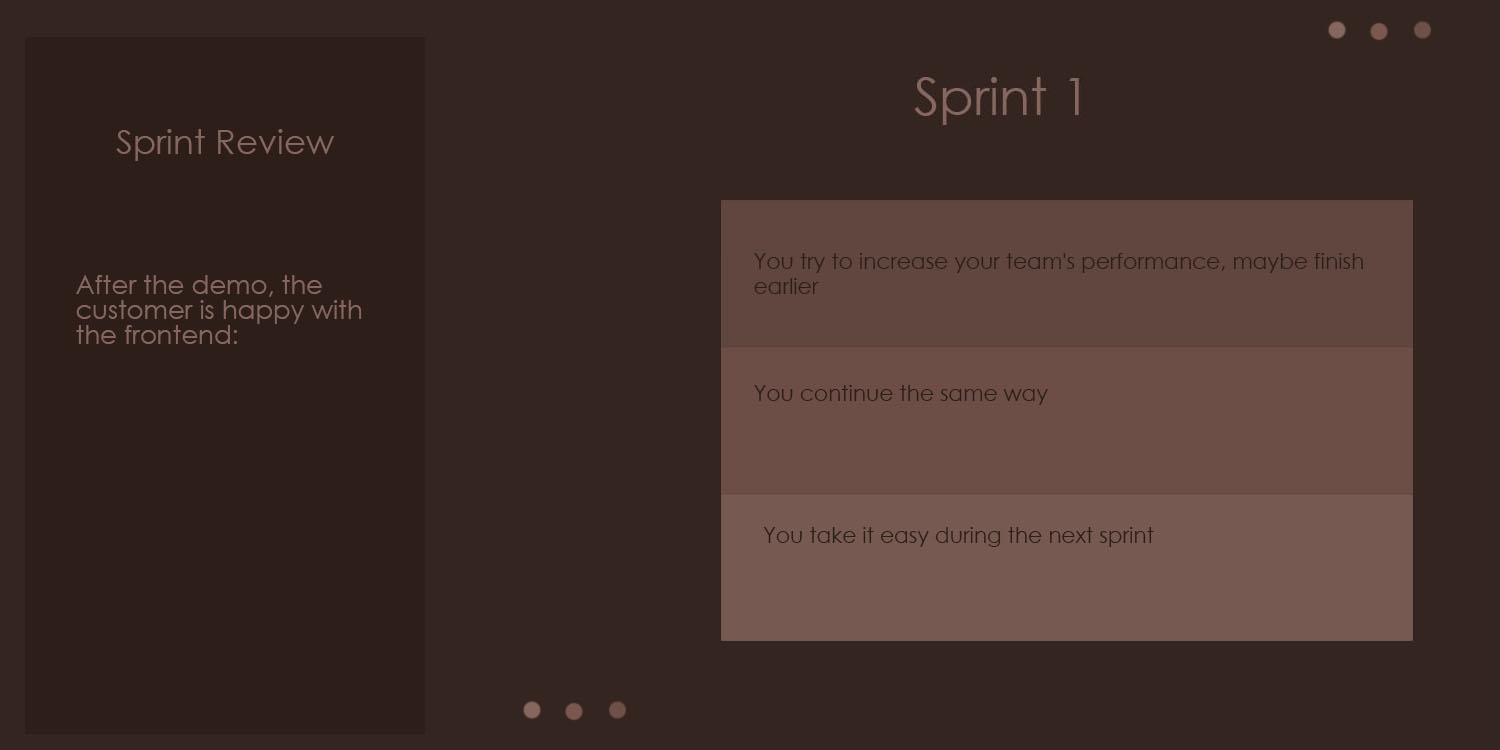 Sprint Review
After the demo, the
customer is happy with
the frontend:
Sprint 1
You try to increase your team's performance, maybe finish
earlier
You continue the same way
You take it easy during the next sprint